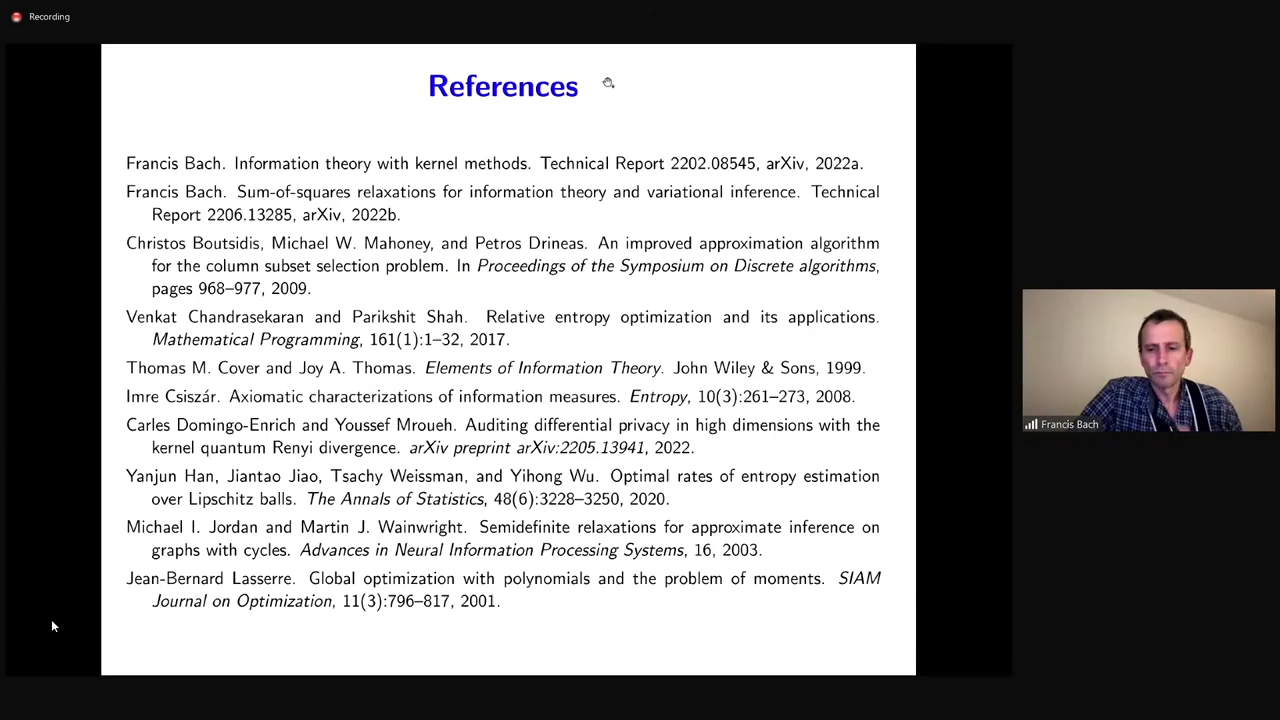 Recording
References
Francis Bach. Information theory with kernel methods. Technical Report 2202.08545, arXiv, 2022a.
Francis Bach. Sum-of-squares relaxations for information theory and variational inference. Technical
Report 2206.13285, arXiv, 2022b.
Christos Boutsidis, Michael W. Mahoney, and Petros Drineas. An improved approximation algorithm
for the column subset selection problem. In Proceedings of the Symposium on Discrete algorithms,
pages 968–977, 2009.
Venkat Chandrasekaran and Parikshit Shah. Relative entropy optimization and its applications.
Mathematical Programming, 161(1):1–32, 2017.
Thomas M. Cover and Joy A. Thomas. Elements of Information Theory. John Wiley & Sons, 1999.
Imre Csiszár. Axiomatic characterizations of information measures. Entropy, 10(3):261–273, 2008.
Carles Domingo-Enrich and Youssef Mroueh. Auditing differential privacy in high dimensions with the
kernel quantum Renyi divergence. arXiv preprint arXiv:2205.13941, 2022.
Yanjun Han, Jiantao Jiao, Tsachy Weissman, and Yihong Wu. Optimal rates of entropy estimation
over Lipschitz balls. The Annals of Statistics, 48(6):3228–3250, 2020.
Michael I. Jordan and Martin J. Wainwright. Semidefinite relaxations for approximate inference on
graphs with cycles. Advances in Neural Information Processing Systems, 16, 2003.
Jean-Bernard Lasserre. Global optimization with polynomials and the problem of moments. SIAM
Journal on Optimization, 11(3):796–817, 2001.
Francis Bach